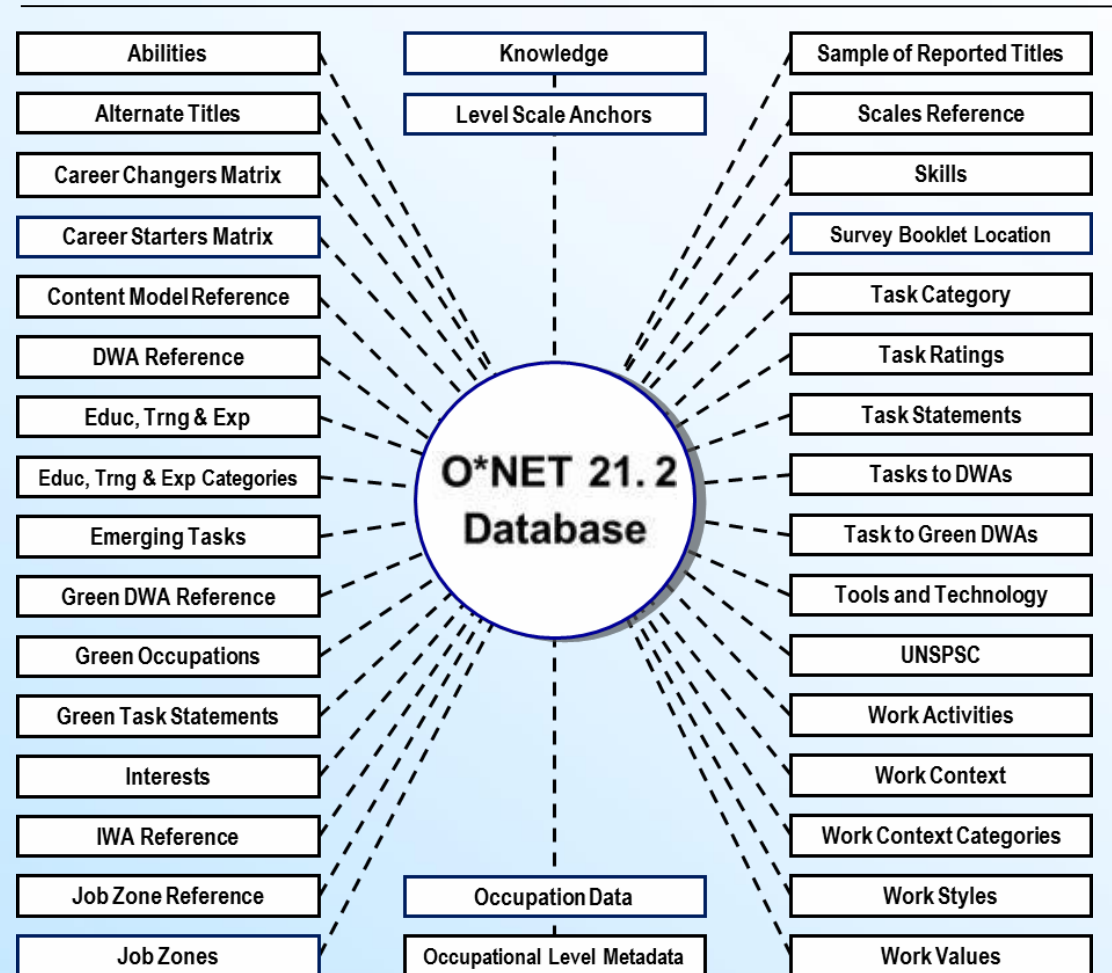 Abilities
Alternate Titles
Career Changers Matrix
Career Starters Matrix
Content Model Reference
DWA Reference
Educ, Trng & Exp
Educ, Trng & Exp Categories
Emerging Tasks
Green DWA Reference
Green Occupations
Green Task Statements
Interests
IWA Reference
Job Zone Reference
Job Zones
Knowledge
Level Scale Anchors
O*NET 21. 2
Database
Occupation Data
Occupational Level Metadata
Sample of Reported Titles
Scales Reference
Skills
Survey Booklet Location
Task Category
Task Ratings
Task Statements
Tasks to DWAs
Task to Green DWAs
Tools and Technology
UNSPSC
Work Activities
Work Context
Work Context Categories
Work Styles
Work Values